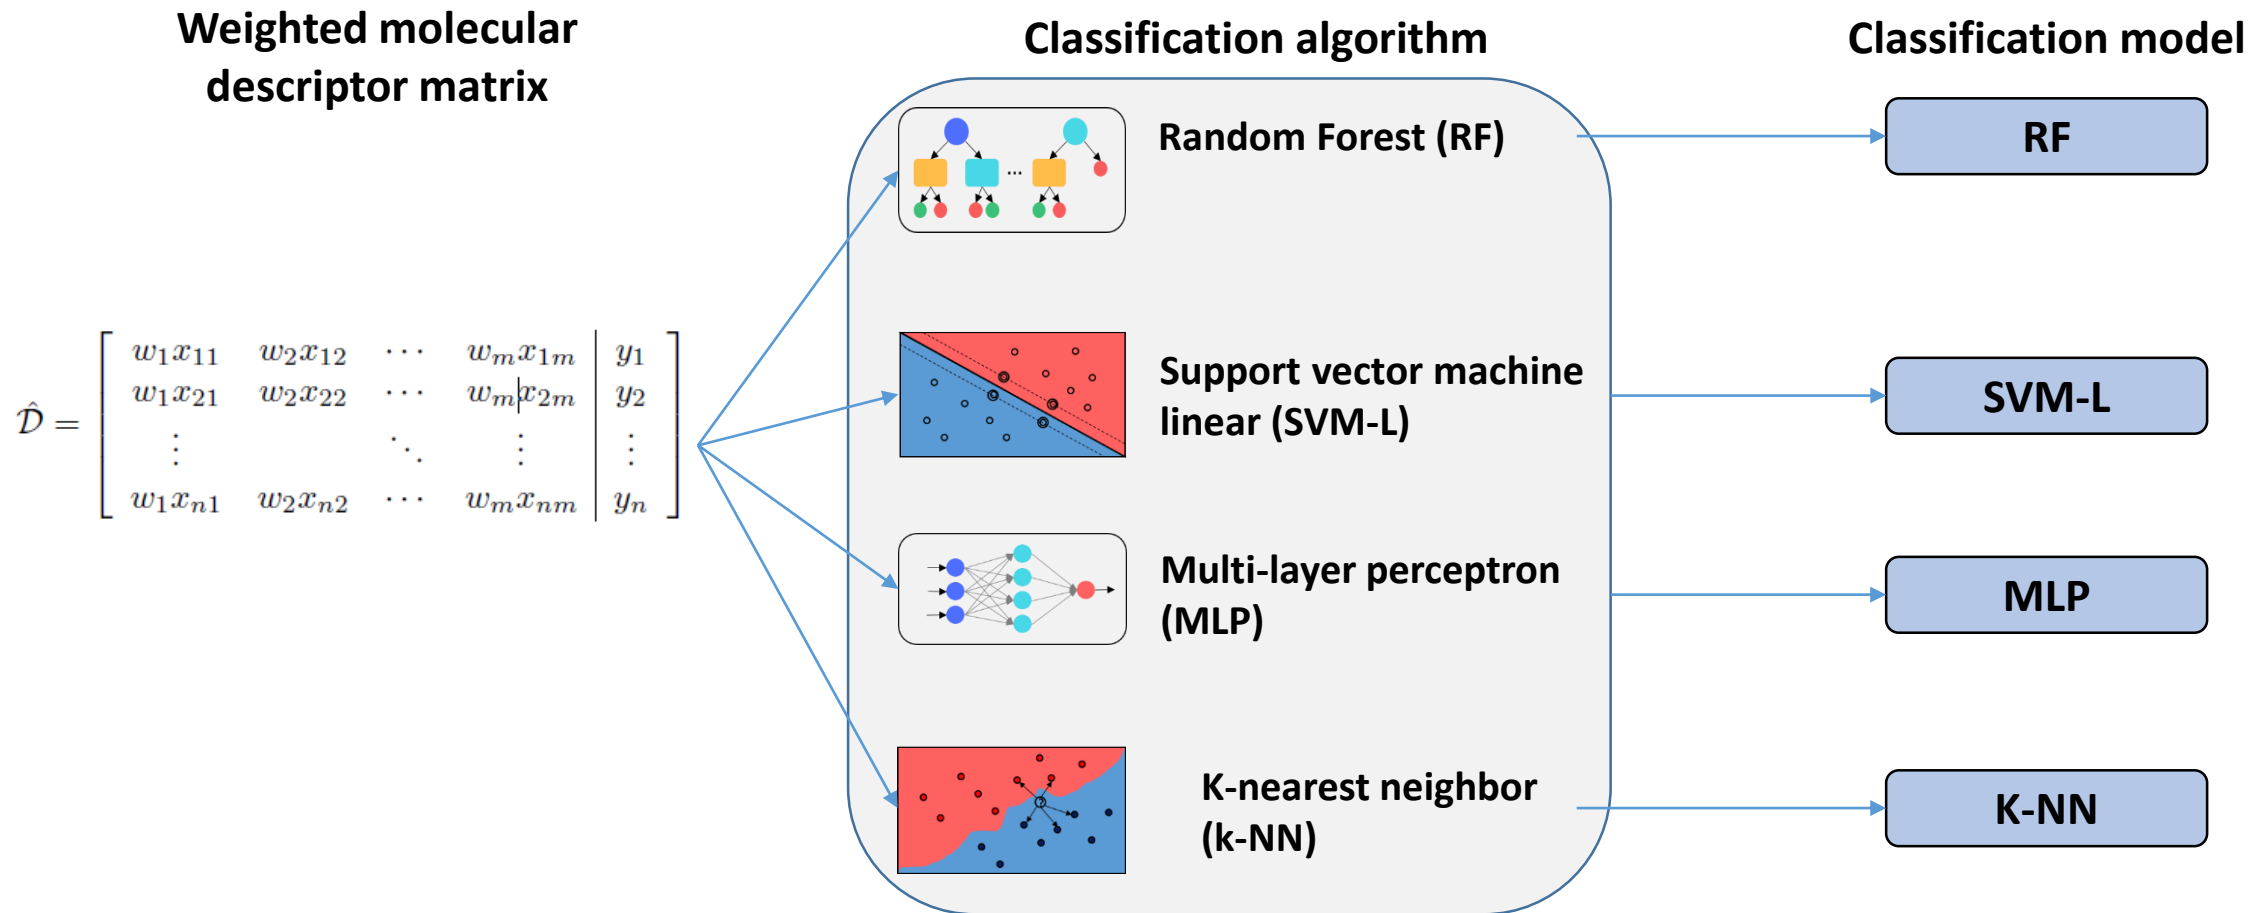 Weighted molecular
descriptor matrix
Classification algorithm
Classification model
Random Forest (RF)
RF
...
Support vector machine
linear (SVM-L)
SVM-L
Multi-layer perceptron
(MLP)
MLP
K-nearest neighbor
(k-NN)
K-NN
?
𝒟̂ =
w₁x₁₁ w₂x₁₂ ⋯ wₘx₁ₘ | y₁
w₁x₂₁ w₂x₂₂ ⋯ wₘx₂ₘ | y₂
⋮ ⋱ ⋮ | ⋮
w₁xₙ₁ w₂xₙ₂ ⋯ wₘxₙₘ | yₙ